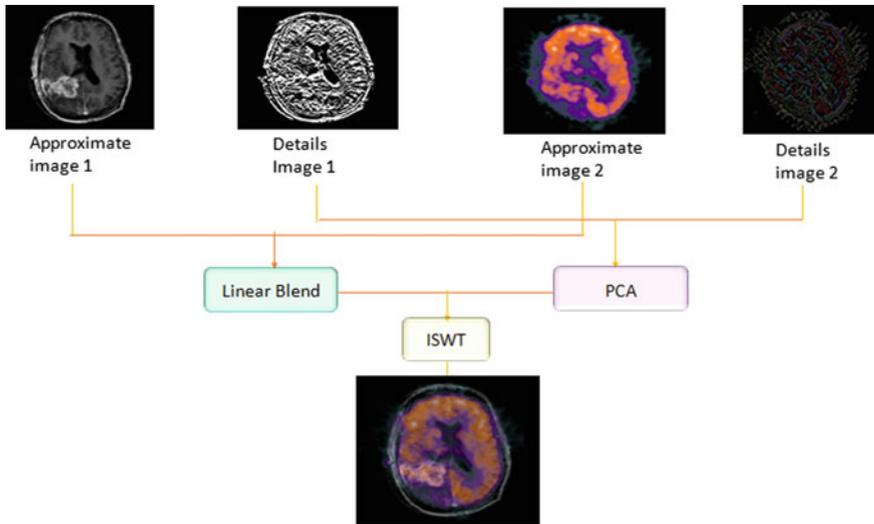 Approximate
image 1
Details
Image 1
Approximate
image 2
Details
image 2
Linear Blend
PCA
ISWT